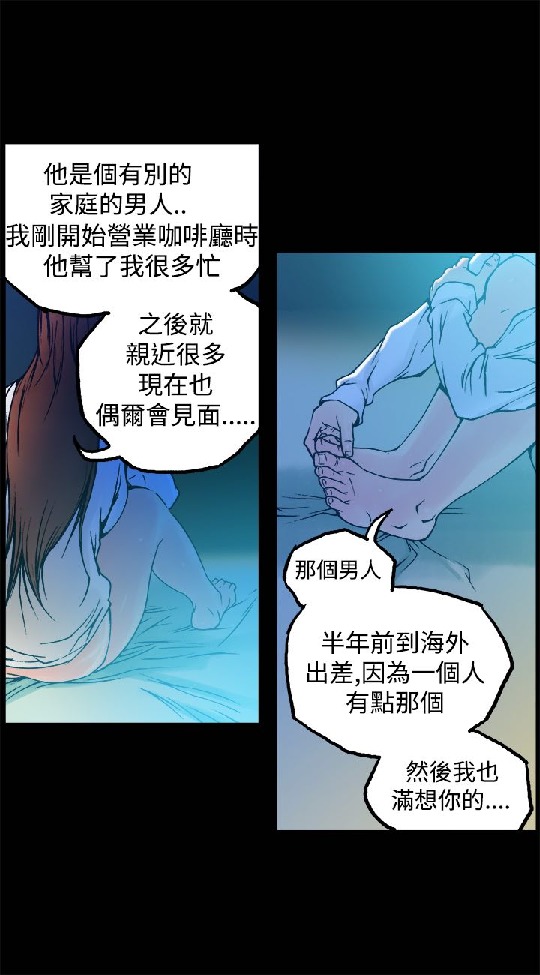 他是個有別的
家庭的男人..
我剛開始營業咖啡廳時
他幫了我很多忙
之後就
親近很多
現在也
偶爾會見面.....
那個男人
半年前到海外
出差,因為一個人
有點那個
然後我也
滿想你的....